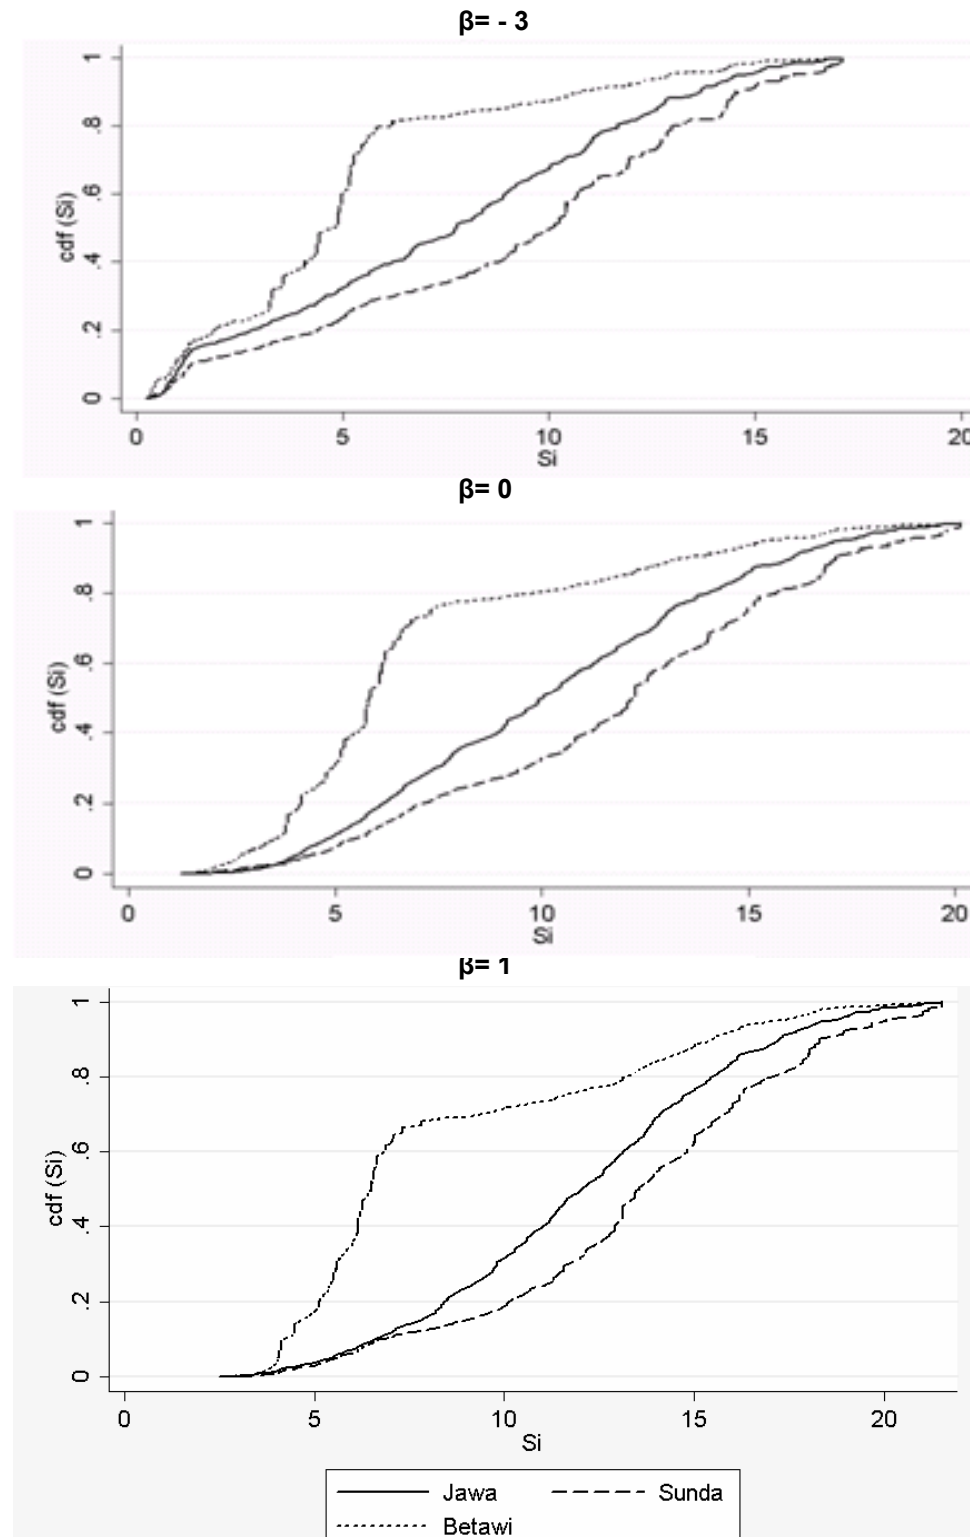 β= - 3
1
.8
.6
.4
.2
0
cdf (Si)
0 5 10 15 20
Si
β= 0
1
.8
.6
.4
.2
0
cdf (Si)
0 5 10 15 20
Si
β= 1
1
.8
.6
.4
.2
0
cdf (Si)
0 5 10 15 20
Si
Jawa Sunda
Betawi